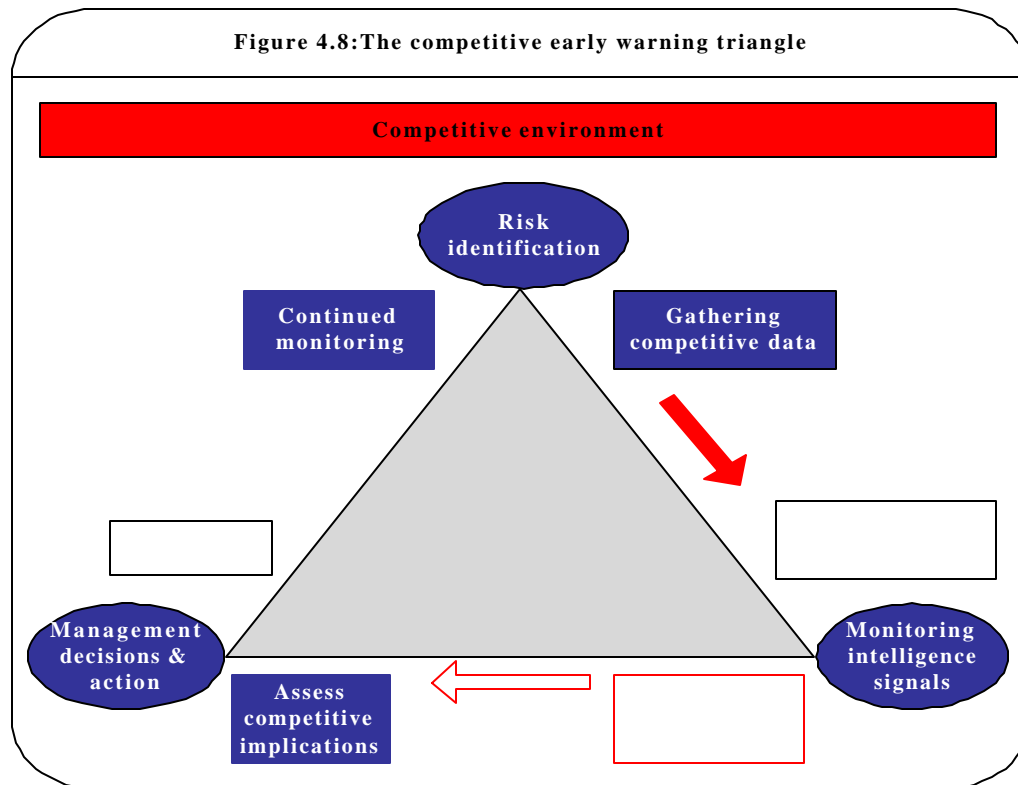 Figure 4.8:The competitive early warning triangle
Competitive environment
Risk
identification
Continued
monitoring
Gathering
competitive data
Management
decisions &
action
Monitoring
intelligence
signals
Assess
competitive
implications